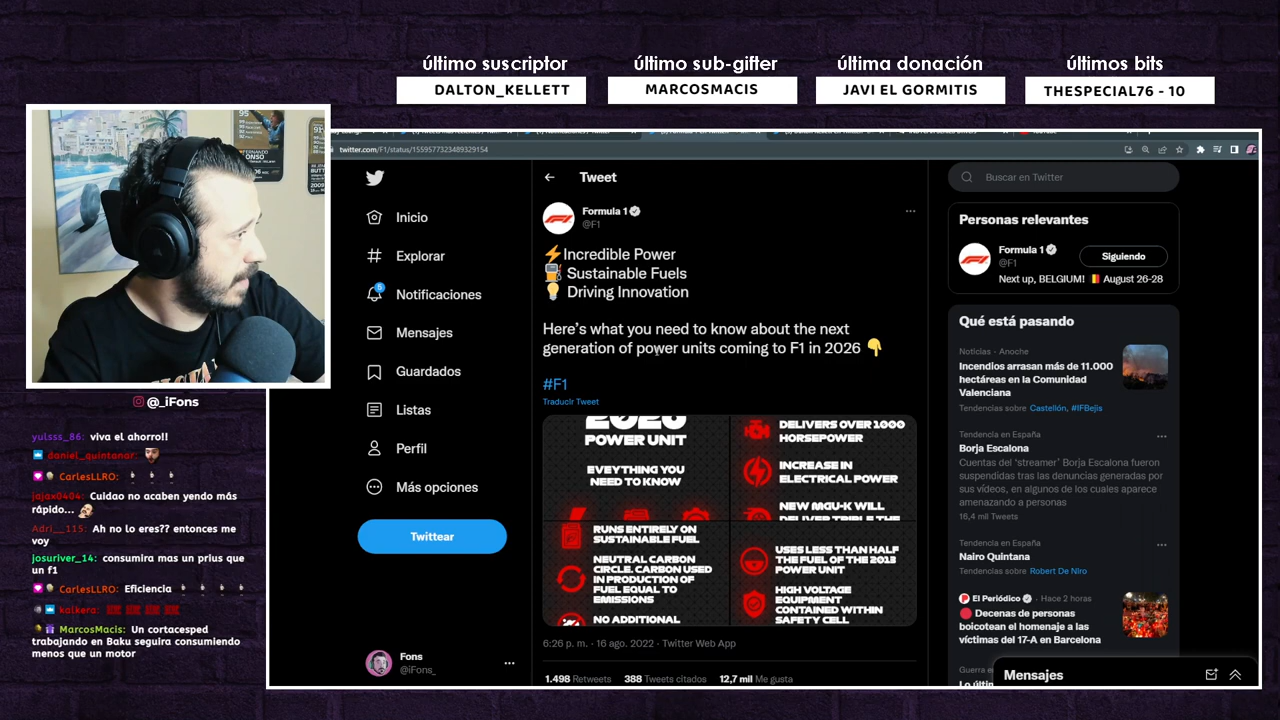 último suscriptor
DALTON_KELLETT
último sub-gifter
MARCOSMACIS
última donación
JAVI EL GORMITIS
últimos bits
THESPECIAL76 - 10
@_iFons
yulsss_86: viva el ahorro!!
daniel_quintanar:
CarlesLLRO:
jajax0404: Cuidao no acaben yendo más
rápido...
Adri__115: Ah no lo eres?? entonces me
voy
josuriver_14: consumira mas un prius que
un f1
CarlesLLRO: Eficiencia
kalkera:
MarcosMacis: Un cortacesped
trabajando en Baku seguira consumiendo
menos que un motor
twitter.com/F1/status/1559577323489329154
Inicio
Explorar
5
Notificaciones
Mensajes
Guardados
Listas
Perfil
Más opciones
Twittear
Fons
@iFons_
Tweet
Formula 1
@F1
⚡Incredible Power
⛽ Sustainable Fuels
💡 Driving Innovation
Here's what you need to know about the next
generation of power units coming to F1 in 2026 👇
#F1
Traducir Tweet
2026
POWER UNIT
EVEYTHING YOU
NEED TO KNOW
DELIVERS OVER 1000
HORSEPOWER
INCREASE IN
ELECTRICAL POWER
NEW MGU-K WILL
DELIVER TRIPLE THE
RUNS ENTIRELY ON
SUSTAINABLE FUEL
NEUTRAL CARBON
CIRCLE. CARBON USED
IN PRODUCTION OF
FUEL EQUAL TO
EMISSIONS
NO ADDITIONAL
USES LESS THAN HALF
THE FUEL OF THE 2013
POWER UNIT
HIGH VOLTAGE
EQUIPMENT
CONTAINED WITHIN
SAFETY CELL
6:26 p. m. · 16 ago. 2022 · Twitter Web App
1.498 Retweets 388 Tweets citados 12,7 mil Me gusta
Buscar en Twitter
Personas relevantes
Formula 1
@F1
Siguiendo
Next up, BELGIUM! 🇧🇪 August 26-28
Qué está pasando
Noticias · Anoche
Incendios arrasan más de 11.000
hectáreas en la Comunidad
Valenciana
Tendencias sobre Castellón, #IFBejis
Tendencia en España
Borja Escalona
Cuentas del 'streamer' Borja Escalona fueron
suspendidas tras las denuncias generadas por
sus vídeos, en algunos de los cuales aparece
amenazando a personas
16,4 mil Tweets
Tendencia en España
Nairo Quintana
Tendencias sobre Robert De Niro
El Periódico · Hace 2 horas
🔴 Decenas de personas
boicotean el homenaje a las
víctimas del 17-A en Barcelona
Mensajes